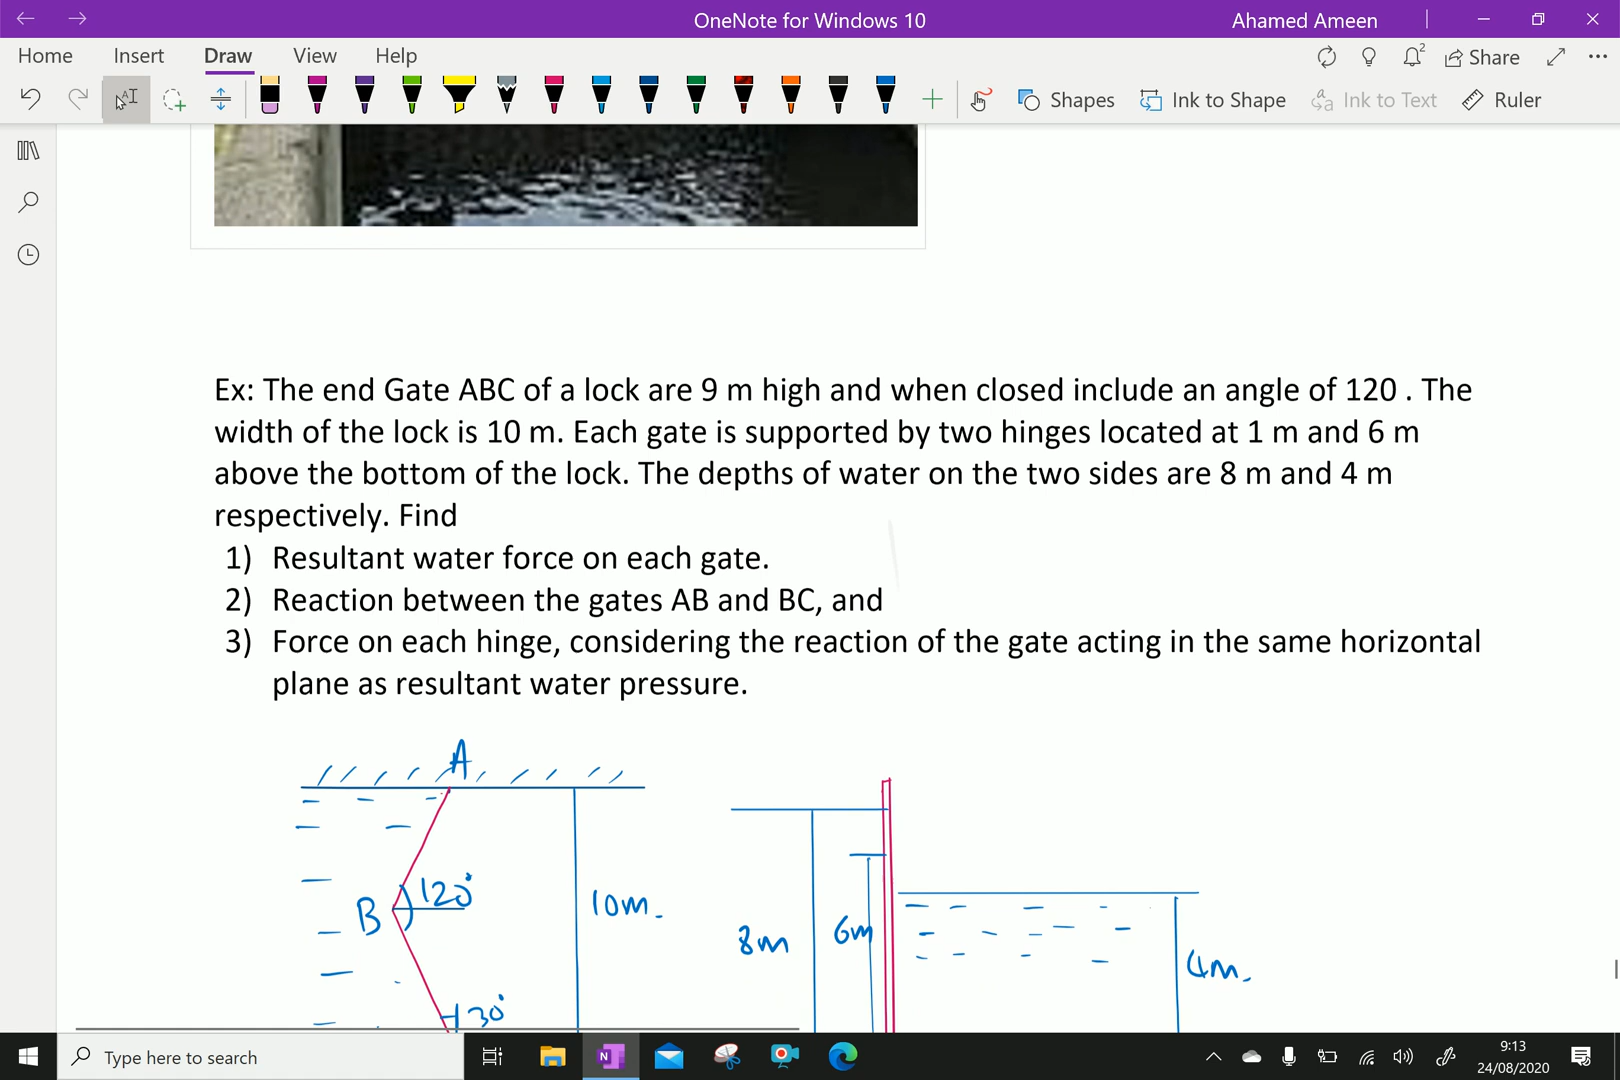 OneNote for Windows 10
Ahamed Ameen
Home Insert Draw View Help
2
Share
Shapes Ink to Shape Ink to Text Ruler
Ex: The end Gate ABC of a lock are 9 m high and when closed include an angle of 120 . The
width of the lock is 10 m. Each gate is supported by two hinges located at 1 m and 6 m
above the bottom of the lock. The depths of water on the two sides are 8 m and 4 m
respectively. Find
1) Resultant water force on each gate.
2) Reaction between the gates AB and BC, and
3) Force on each hinge, considering the reaction of the gate acting in the same horizontal
plane as resultant water pressure.
A
120°
B
10m.
30°
8m
6m
4m.
Type here to search
9:13
24/08/2020